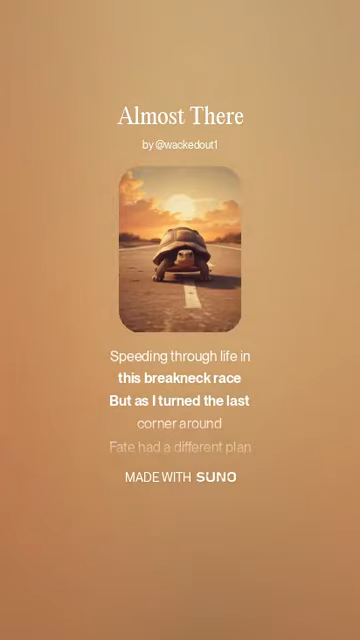 Almost There
by @wackedout1
Speeding through life in
this breakneck race
But as I turned the last
corner around
Fate had a different plan
MADE WITH SUNO